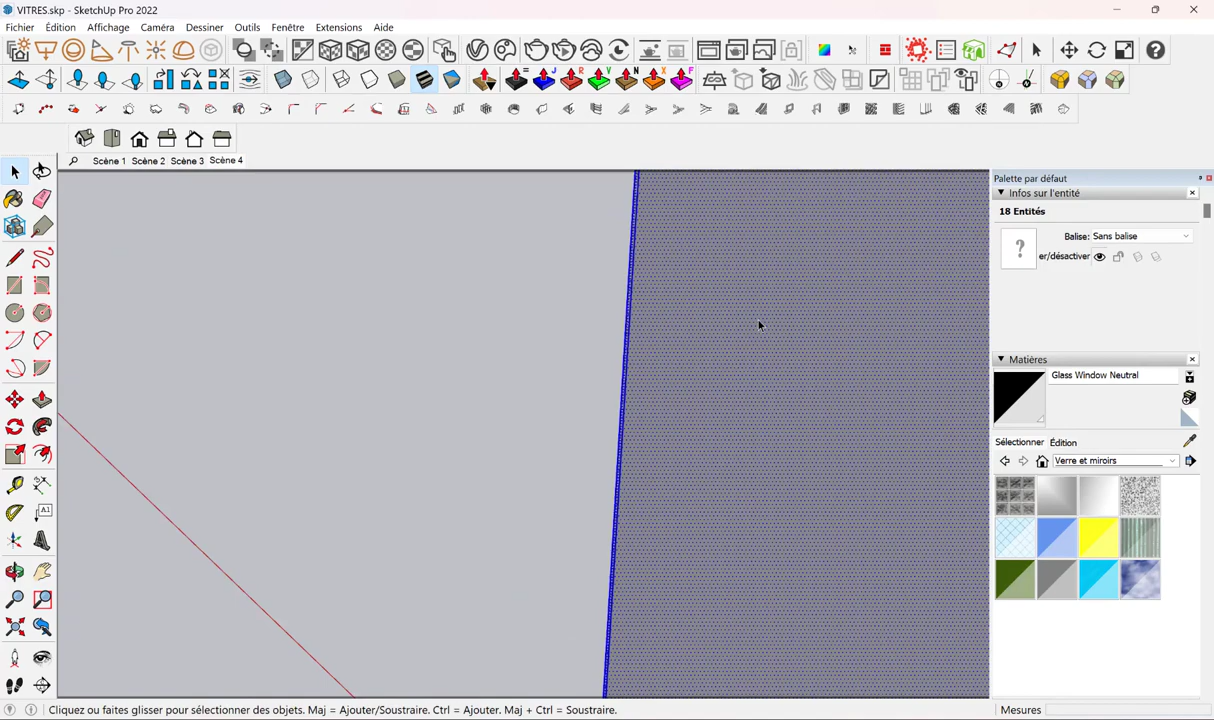 VITRES.skp - SketchUp Pro 2022
Fichier Édition Affichage Caméra Dessiner Outils Fenêtre Extensions Aide
= J R V N X F
Scène 1 Scène 2 Scène 3 Scène 4
Palette par défaut
Infos sur l'entité
18 Entités
?
Balise: Sans balise
er/désactiver
Matières
Glass Window Neutral
Sélectionner Édition
Verre et miroirs
A1
Cliquez ou faites glisser pour sélectionner des objets. Maj = Ajouter/Soustraire. Ctrl = Ajouter. Maj + Ctrl = Soustraire.
Mesures